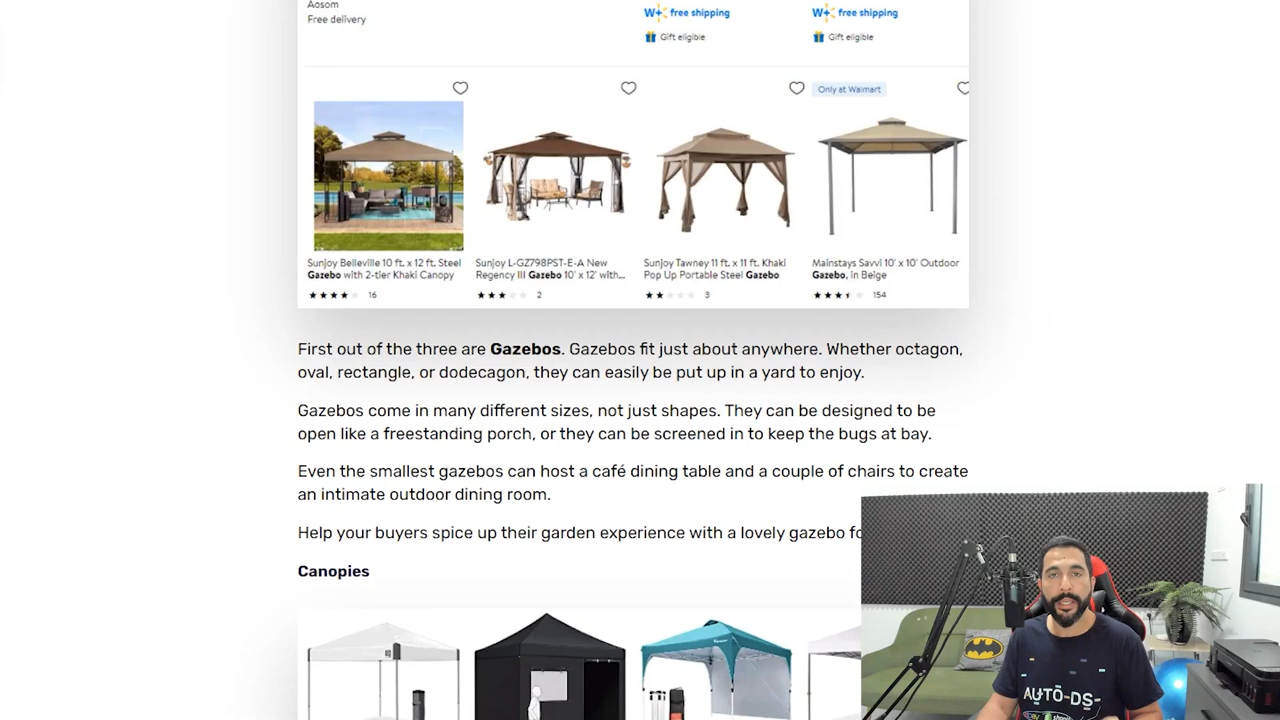 Aosom
Free delivery
W+ free shipping
Gift eligible
W+ free shipping
Gift eligible
Only at Walmart
Sunjoy Belleville 10 ft. x 12 ft. Steel
Gazebo with 2-tier Khaki Canopy
16
Sunjoy L-GZ798PST-E-A New
Regency III Gazebo 10' x 12' with...
2
Sunjoy Tawney 11 ft. x 11 ft. Khaki
Pop Up Portable Steel Gazebo
3
Mainstays Savvi 10' x 10' Outdoor
Gazebo, in Beige
154
First out of the three are Gazebos. Gazebos fit just about anywhere. Whether octagon,
oval, rectangle, or dodecagon, they can easily be put up in a yard to enjoy.
Gazebos come in many different sizes, not just shapes. They can be designed to be
open like a freestanding porch, or they can be screened in to keep the bugs at bay.
Even the smallest gazebos can host a café dining table and a couple of chairs to create
an intimate outdoor dining room.
Help your buyers spice up their garden experience with a lovely gazebo fo
Canopies
AUTO-DS-